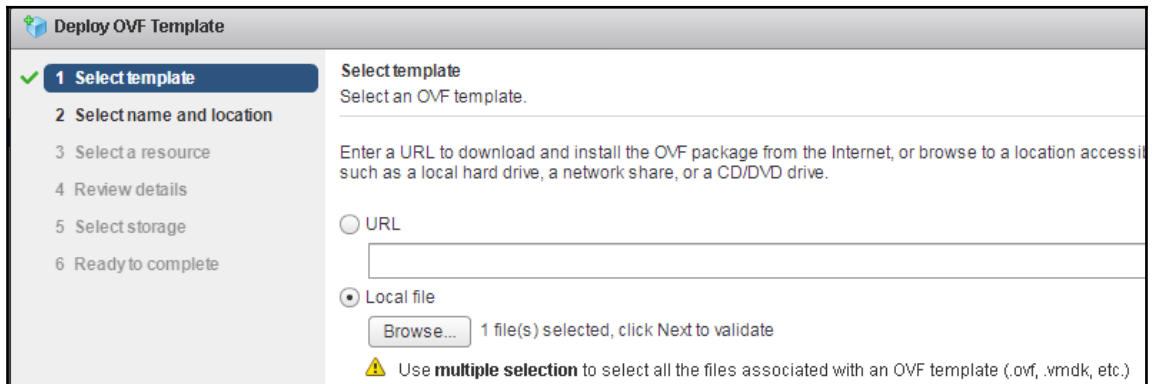 Deploy OVF Template
1 Select template
2 Select name and location
3 Select a resource
4 Review details
5 Select storage
6 Ready to complete
Select template
Select an OVF template.
Enter a URL to download and install the OVF package from the Internet, or browse to a location
such as a local hard drive, a network share, or a CD/DVD drive.
URL
Local file
Browse... 1 file(s) selected, click Next to validate
Use multiple selection to select all the files associated with an OVF template (.ovf, .vmdk, etc.)